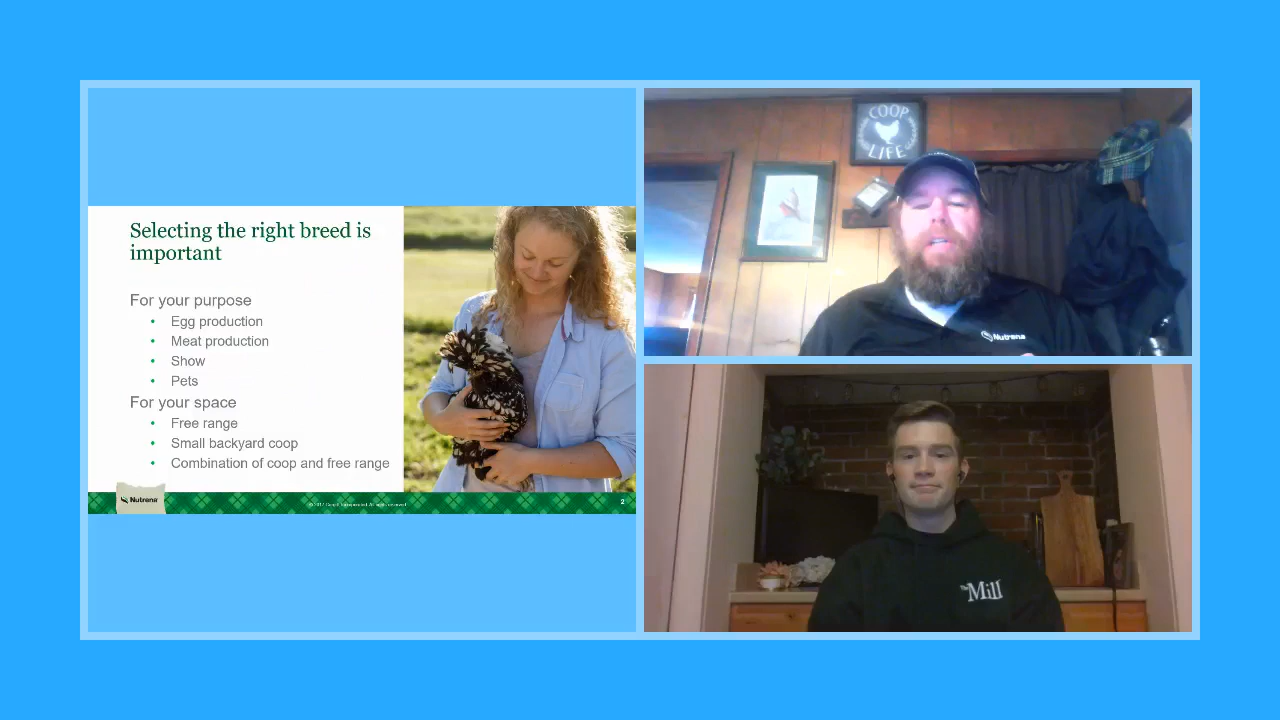 Selecting the right breed is
important
For your purpose
• Egg production
• Meat production
• Show
• Pets
For your space
• Free range
• Small backyard coop
• Combination of coop and free range
Nutrena
2
COOP
LIFE
Nutrena
The Mill